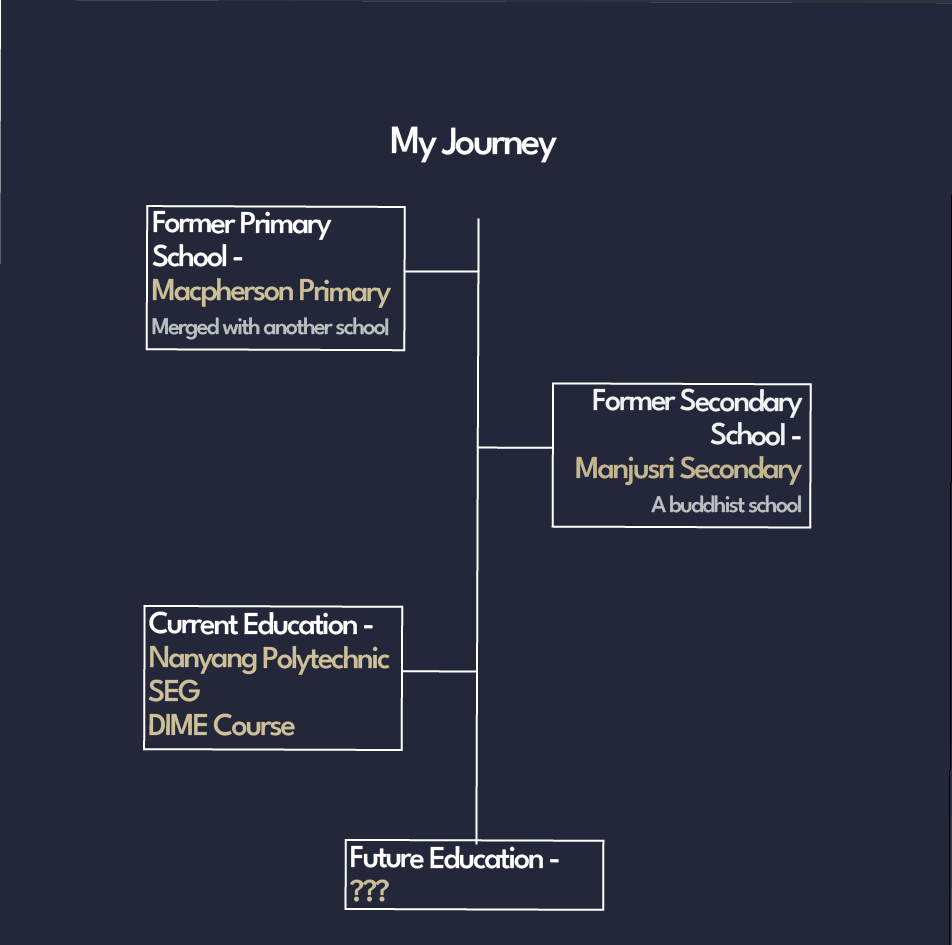 My Journey
Former Primary
School -
Macpherson Primary
Merged with another school
Former Secondary
School -
Manjusri Secondary
A buddhist school
Current Education -
Nanyang Polytechnic
SEG
DIME Course
Future Education -
???